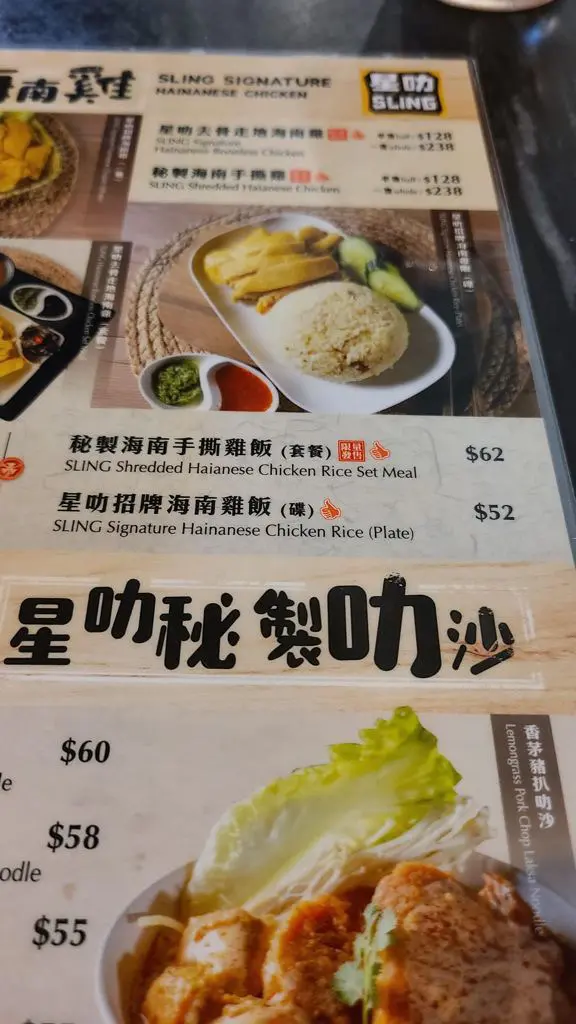 海南雞
SLING SIGNATURE
HAINANESE CHICKEN
星叻
SLING
星叻去骨走地海南雞
SLING Signature
Hainanese Boneless Chicken
半隻half: $128
一隻whole: $238
秘製海南手撕雞
SLING Shredded Haianese Chicken
半隻half: $128
一隻whole: $238
秘製海南手撕雞飯 (套餐) 限量發售
$62
SLING Shredded Haianese Chicken Rice Set Meal
星叻招牌海南雞飯 (碟)
$52
SLING Signature Hainanese Chicken Rice (Plate)
星叻秘製叻沙
$60
$58
oodle
$55
香茅豬扒叻沙
Lemongrass Pork Chop Laksa Noodle